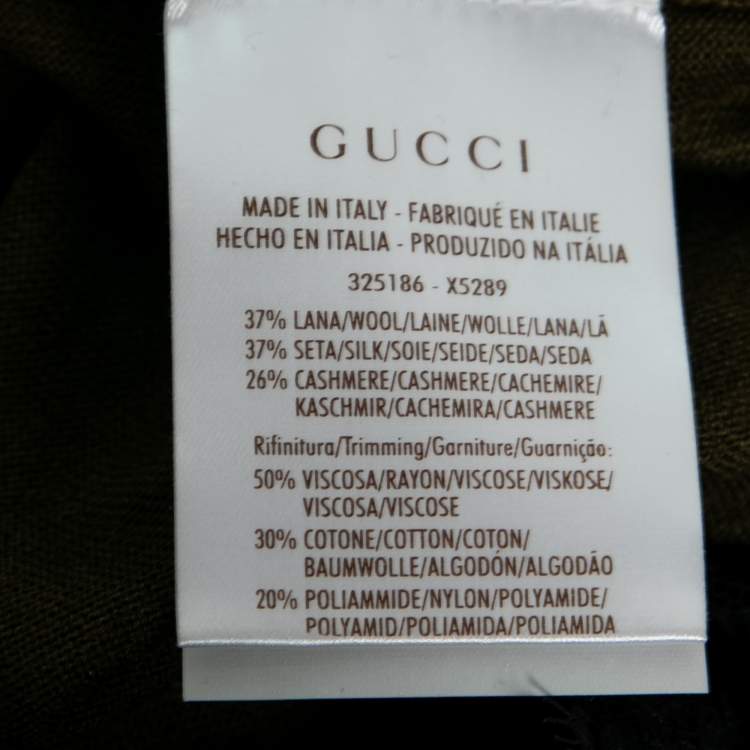 GUCCI
MADE IN ITALY - FABRIQUÉ EN ITALIE
HECHO EN ITALIA - PRODUZIDO NA ITÁLIA
325186 - X5289
37% LANA/WOOL/LAINE/WOLLE/LANA/LÃ
37% SETA/SILK/SOIE/SEIDE/SEDA/SEDA
26% CASHMERE/CASHMERE/CACHEMIRE/
KASCHMIR/CACHEMIRA/CASHMERE
Rifinitura/Trimming/Garniture/Guarnição:
50% VISCOSA/RAYON/VISCOSE/VISKOSE/
VISCOSA/VISCOSE
30% COTONE/COTTON/COTON/
BAUMWOLLE/ALGODÓN/ALGODÃO
20% POLIAMMIDE/NYLON/POLYAMIDE/
POLYAMID/POLIAMIDA/POLIAMIDA